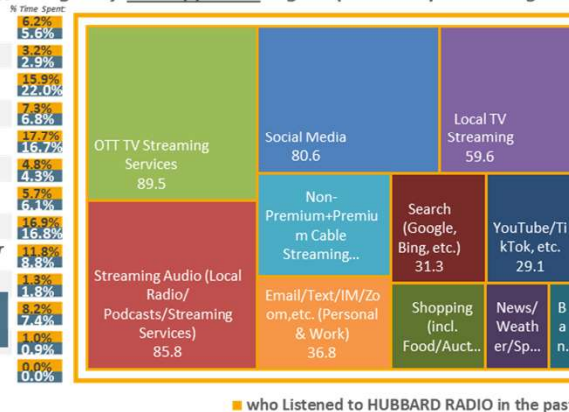 % Time Spent:
6.2%
5.6%
3.2%
2.9%
15.9%
22.0%
7.3%
6.8%
17.7%
16.7%
4.8%
4.3%
5.7%
6.1%
16.9%
16.8%
11.8%
8.8%
1.3%
1.8%
8.2%
7.4%
1.0%
0.9%
0.0%
0.0%
OTT TV Streaming
Services
89.5
Social Media
80.6
Local TV
Streaming
59.6
Non-
Premium+Premiu
m Cable
Streaming...
Search
(Google,
Bing, etc.)
31.3
YouTube/Ti
kTok, etc.
29.1
Streaming Audio (Local
Radio/
Podcasts/Streaming
Services)
85.8
Email/Text/IM/Zo
om,etc. (Personal
& Work)
36.8
Shopping
(incl.
Food/Auct...
News/
Weath
er/Sp...
B
a
n.
who Listened to HUBBARD RADIO in the pas